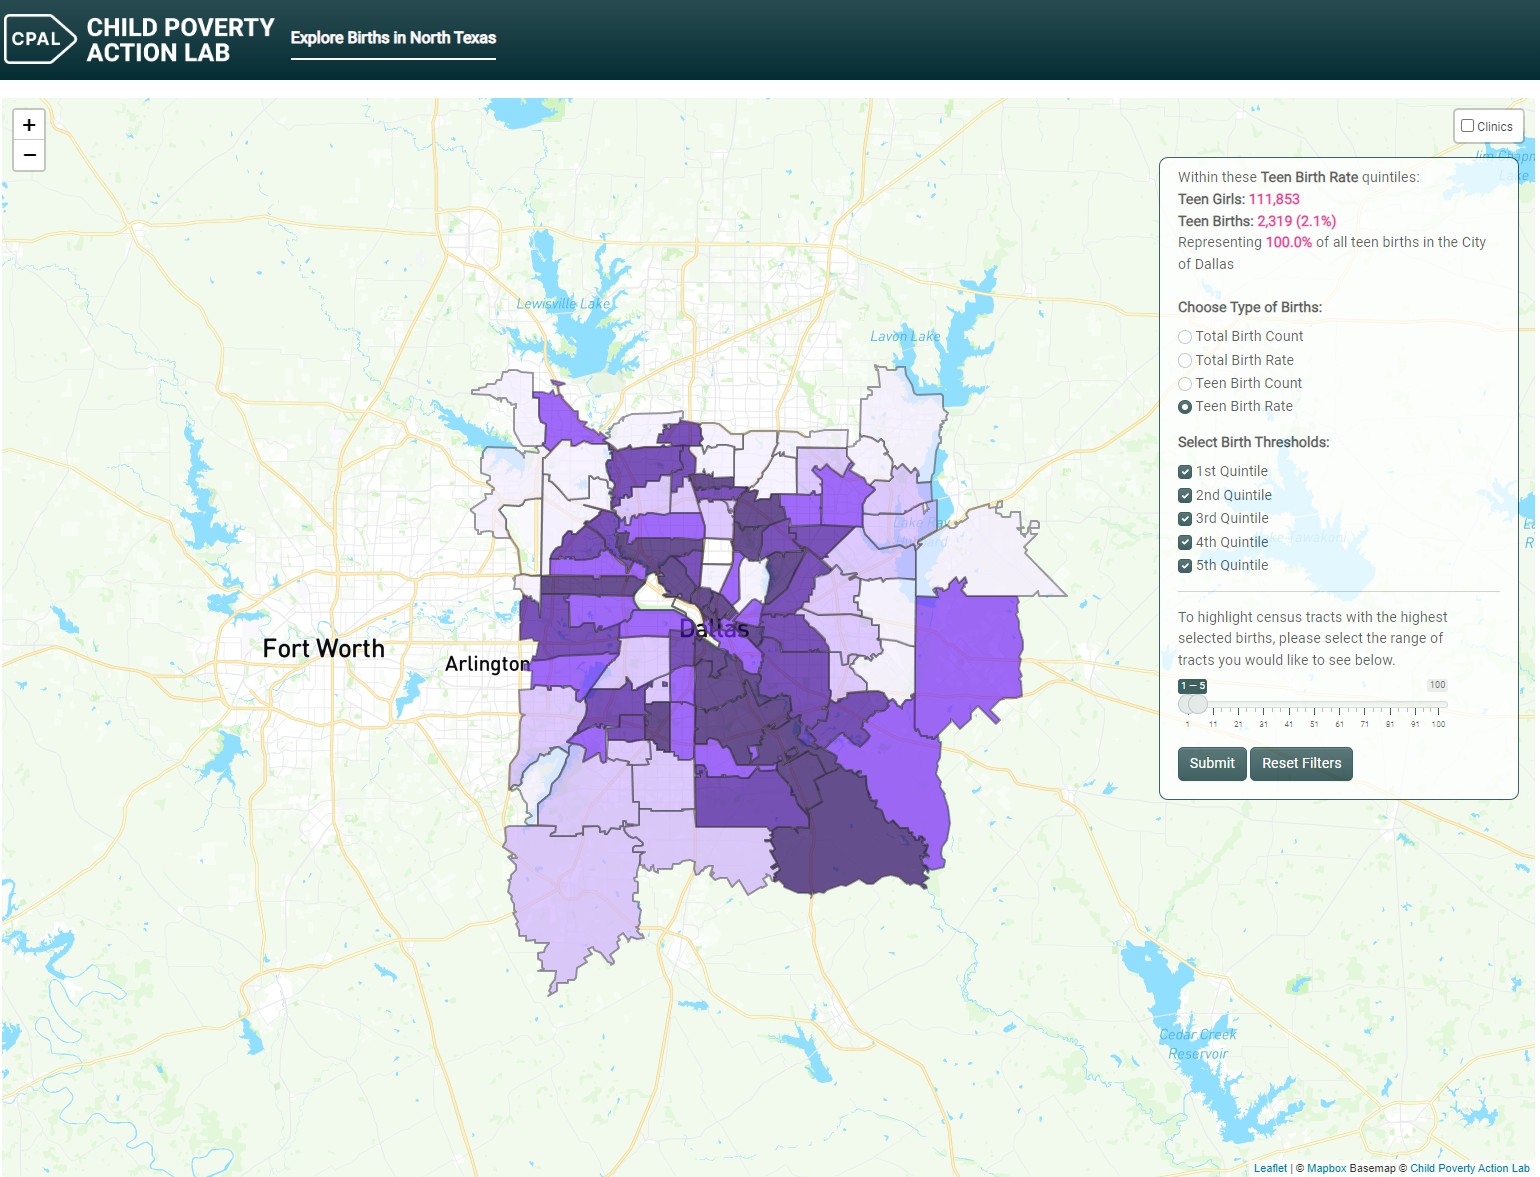 CPAL
CHILD POVERTY
ACTION LAB
Explore Births in North Texas
+
−
Clinics
Lake
Within these Teen Birth Rate quintiles:
Teen Girls: 111,853
Teen Births: 2,319 (2.1%)
Representing 100.0% of all teen births in the City
of Dallas
Choose Type of Births:
Total Birth Count
Total Birth Rate
Teen Birth Count
Teen Birth Rate
Select Birth Thresholds:
1st Quintile
2nd Quintile
3rd Quintile
4th Quintile
5th Quintile
To highlight census tracts with the highest
selected births, please select the range of
tracts you would like to see below.
1 — 5
100
1 11 21 31 41 51 61 71 81 91 100
Submit
Reset Filters
Lewisville Lake
Lavon Lake
Lake Ray
Tawakoni
Dallas
Fort Worth
Arlington
Cedar Creek
Reservoir
Leaflet | © Mapbox Basemap © Child Poverty Action Lab